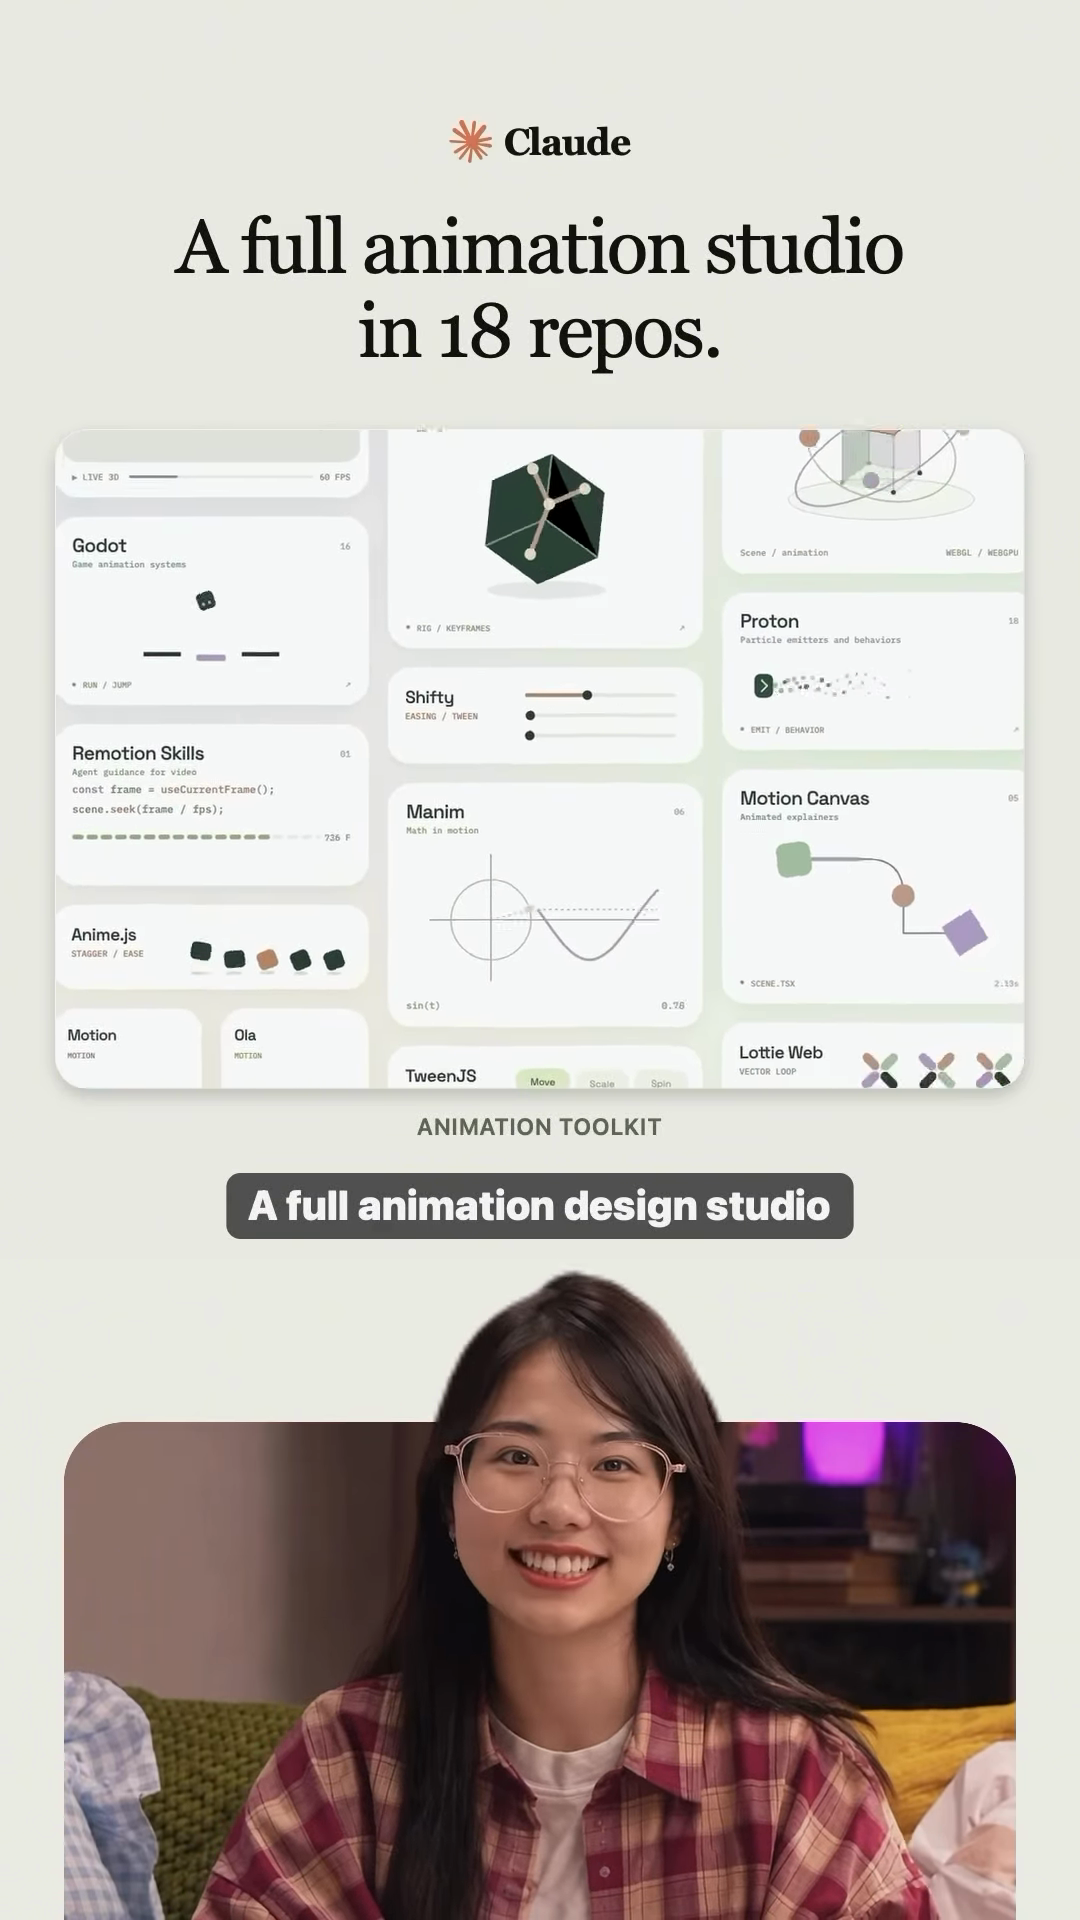 Claude
A full animation studio
in 18 repos.
▶ LIVE 3D
60 FPS
Godot
16
Game animation systems
RUN / JUMP
↗
Remotion Skills
01
Agent guidance for video
const frame = useCurrentFrame();
scene.seek(frame / fps);
736 F
Anime.js
STAGGER / EASE
Motion
MOTION
Ola
MOTION
RIG / KEYFRAMES
↗
Shifty
EASING / TWEEN
Manim
06
Math in motion
sin(t)
0.78
TweenJS
Move
Scale
Spin
Scene / animation
WEBGL / WEBGPU
Proton
18
Particle emitters and behaviors
EMIT / BEHAVIOR
↗
Motion Canvas
05
Animated explainers
SCENE.TSX
2.13s
Lottie Web
VECTOR LOOP
ANIMATION TOOLKIT
A full animation design studio